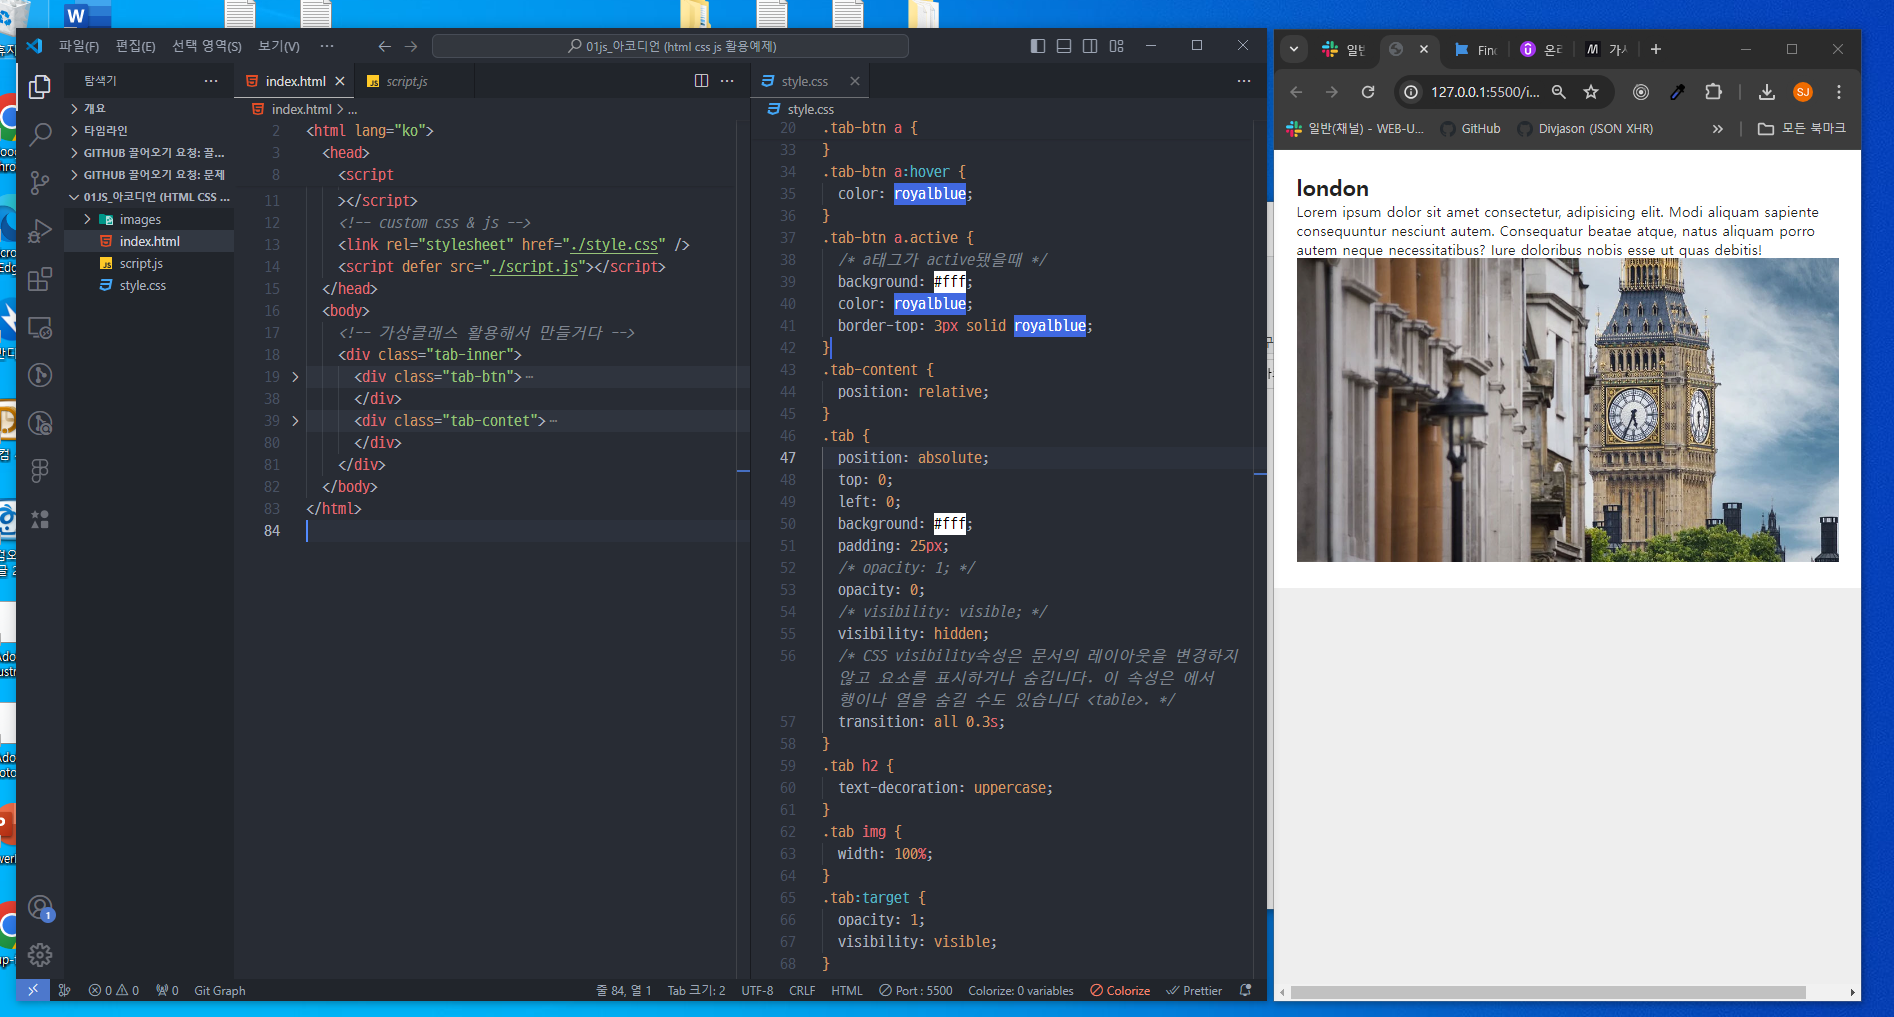 파일(F) 편집(E) 선택 영역(S) 보기(V) ··· 01js_아코디언 (html css js 활용예제)
탐색기 ···
개요
타임라인
GITHUB 끌어오기 요청: 끌...
GITHUB 끌어오기 요청: 문제
01JS_아코디언 (HTML CSS ...
images
index.html
script.js
style.css
index.html script.js
index.html > ...
2 <html lang="ko">
3 <head>
8 <script
11 ></script>
12 <!-- custom css & js -->
13 <link rel="stylesheet" href="./style.css" />
14 <script defer src="./script.js"></script>
15 </head>
16 <body>
17 <!-- 가상클래스 활용해서 만들거다 -->
18 <div class="tab-inner">
19 <div class="tab-btn"> ···
38 </div>
39 <div class="tab-contet"> ···
80 </div>
81 </div>
82 </body>
83 </html>
84
style.css
style.css
20 .tab-btn a {
33 }
34 .tab-btn a:hover {
35 color: royalblue;
36 }
37 .tab-btn a.active {
38 /* a태그가 active됐을때 */
39 background: #fff;
40 color: royalblue;
41 border-top: 3px solid royalblue;
42 }
43 .tab-content {
44 position: relative;
45 }
46 .tab {
47 position: absolute;
48 top: 0;
49 left: 0;
50 background: #fff;
51 padding: 25px;
52 /* opacity: 1; */
53 opacity: 0;
54 /* visibility: visible; */
55 visibility: hidden;
56 /* CSS visibility속성은 문서의 레이아웃을 변경하지
않고 요소를 표시하거나 숨깁니다. 이 속성은 에서
행이나 열을 숨길 수도 있습니다 <table>. */
57 transition: all 0.3s;
58 }
59 .tab h2 {
60 text-decoration: uppercase;
61 }
62 .tab img {
63 width: 100%;
64 }
65 .tab:target {
66 opacity: 1;
67 visibility: visible;
68 }
1
0 0 0 Git Graph 줄 84, 열 1 Tab 크기: 2 UTF-8 CRLF HTML Port : 5500 Colorize: 0 variables Colorize Prettier
일반 Find 온라 가사
127.0.0.1:5500/i... SJ
일반(채널) - WEB-U... GitHub Divjason (JSON XHR) 모든 북마크
london
Lorem ipsum dolor sit amet consectetur, adipisicing elit. Modi aliquam sapiente
consequuntur nesciunt autem. Consequatur beatae atque, natus aliquam porro
autem neque necessitatibus? Iure doloribus nobis esse ut quas debitis!